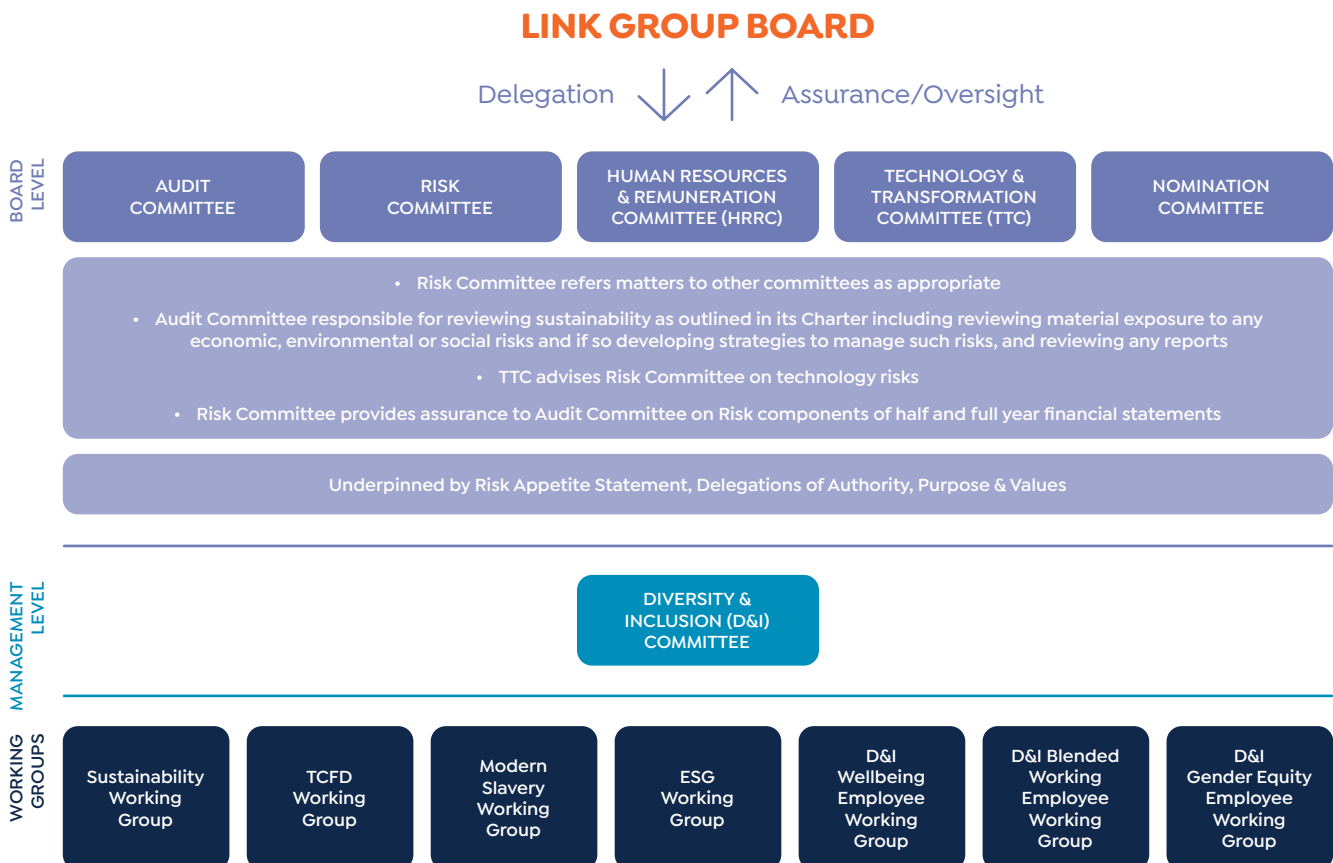 LINK GROUP BOARD
Delegation
Assurance/Oversight
BOARD
LEVEL
AUDIT
COMMITTEE
RISK
COMMITTEE
HUMAN RESOURCES
& REMUNERATION
COMMITTEE (HRRC)
TECHNOLOGY &
TRANSFORMATION
COMMITTEE (TTC)
NOMINATION
COMMITTEE
• Risk Committee refers matters to other committees as appropriate
• Audit Committee responsible for reviewing sustainability as outlined in its Charter including reviewing material exposure to any
economic, environmental or social risks and if so developing strategies to manage such risks, and reviewing any reports
• TTC advises Risk Committee on technology risks
• Risk Committee provides assurance to Audit Committee on Risk components of half and full year financial statements
Underpinned by Risk Appetite Statement, Delegations of Authority, Purpose & Values
MANAGEMENT
LEVEL
DIVERSITY &
INCLUSION (D&I)
COMMITTEE
WORKING
GROUPS
Sustainability
Working
Group
TCFD
Working
Group
Modern
Slavery
Working
Group
ESG
Working
Group
D&I
Wellbeing
Employee
Working
Group
D&I Blended
Working
Employee
Working
Group
D&I
Gender Equity
Employee
Working
Group